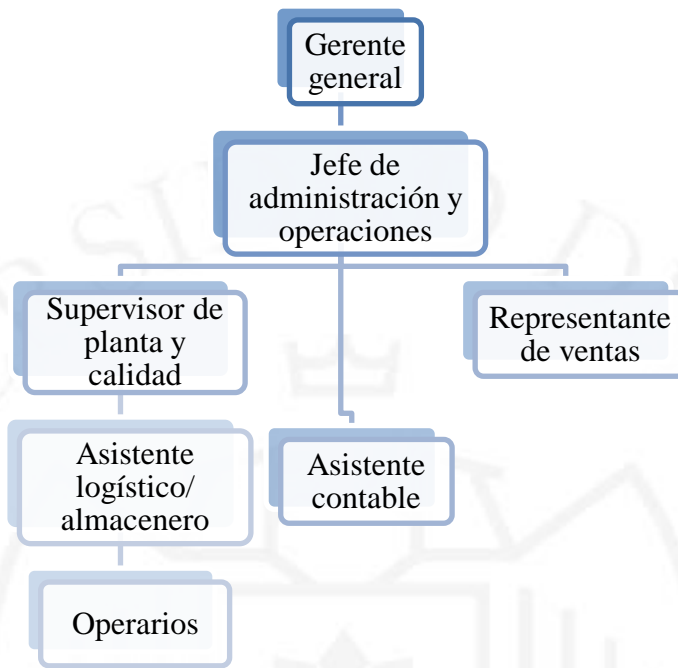 Gerente
general
Jefe de
administración y
operaciones
Supervisor de
planta y
calidad
Representante
de ventas
Asistente
logístico/
almacenero
Asistente
contable
Operarios